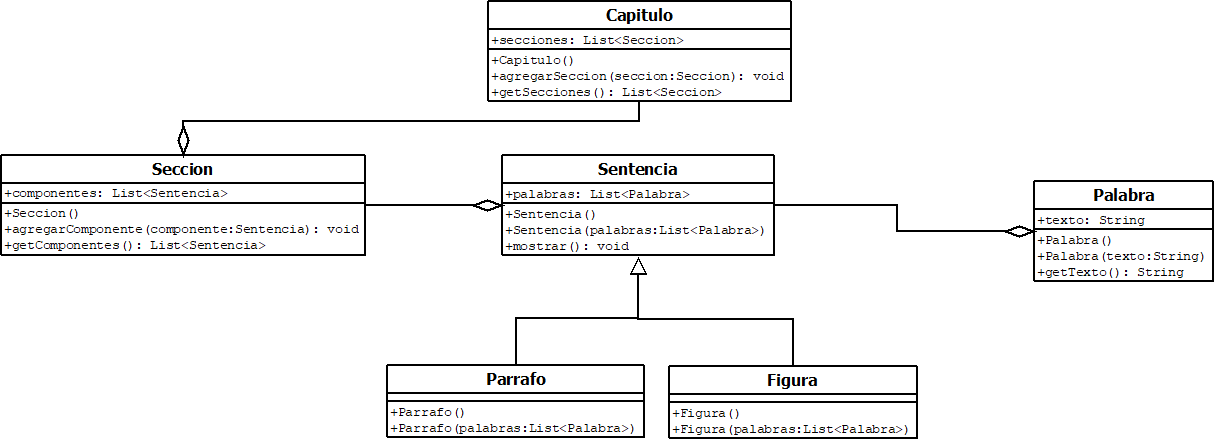 Capitulo
+secciones: List<Seccion>
+Capitulo()
+agregarSeccion(seccion:Seccion): void
+getSecciones(): List<Seccion>
Seccion
+componentes: List<Sentencia>
+Seccion()
+agregarComponente(componente:Sentencia): void
+getComponentes(): List<Sentencia>
Sentencia
+palabras: List<Palabra>
+Sentencia()
+Sentencia(palabras:List<Palabra>)
+mostrar(): void
Palabra
+texto: String
+Palabra()
+Palabra(texto:String)
+getTexto(): String
Parrafo
+Parrafo()
+Parrafo(palabras:List<Palabra>)
Figura
+Figura()
+Figura(palabras:List<Palabra>)